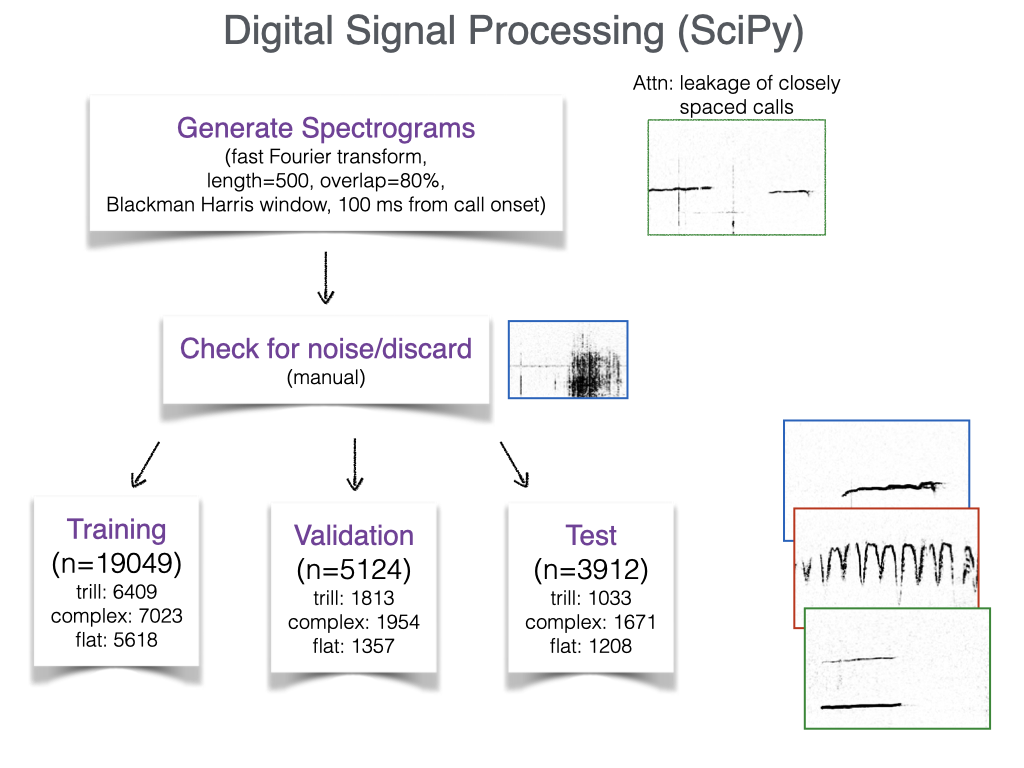 Digital Signal Processing (SciPy)
Attn: leakage of closely
spaced calls
Generate Spectrograms
(fast Fourier transform,
length=500, overlap=80%,
Blackman Harris window, 100 ms from call onset)
Check for noise/discard
(manual)
Training
(n=19049)
trill: 6409
complex: 7023
flat: 5618
Validation
(n=5124)
trill: 1813
complex: 1954
flat: 1357
Test
(n=3912)
trill: 1033
complex: 1671
flat: 1208